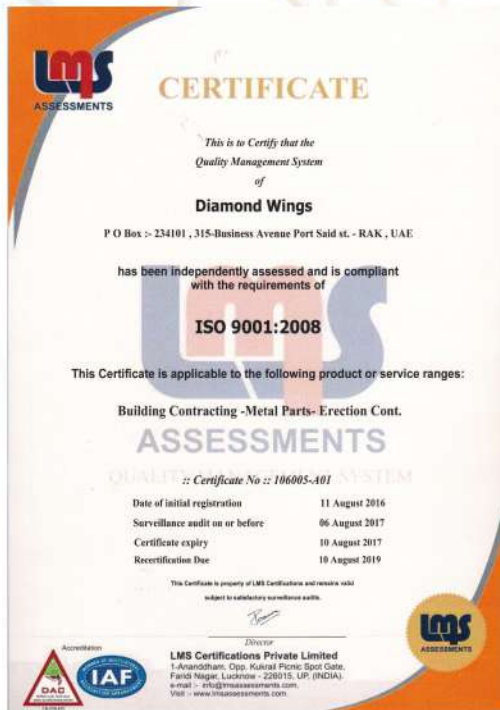 LMS
ASSESSMENTS
CERTIFICATE
This is to Certify that the
Quality Management System
of
Diamond Wings
P O Box :- 234101 , 315-Business Avenue Port Said st. - RAK , UAE
has been independently assessed and is compliant
with the requirements of
LMS
ISO 9001:2008
This Certificate is applicable to the following product or service ranges:
Building Contracting -Metal Parts- Erection Cont.
ASSESSMENTS
QUALITY MANAGEMENT SYSTEM
:: Certificate No :: 106005-A01
Date of initial registration 11 August 2016
Surveillance audit on or before 06 August 2017
Certificate expiry 10 August 2017
Recertification Due 10 August 2019
This Certificate is property of LMS Certifications and remains valid
subject to satisfactory surveillance audits.
Director
LMS
ASSESSMENTS
Accreditation
DAC
IAF
LMS Certifications Private Limited
1-Ananddham, Opp. Kukrail Picnic Spot Gate,
Faridi Nagar, Lucknow - 226015, UP, (INDIA).
e-mail :- info@lmsassessments.com,
Visit :- www.lmsassessments.com